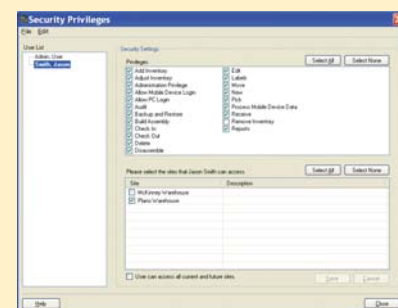 Security Privileges
File Edit
User List
Admin, User
Smith, Jason
Security Settings
Privileges
Select All Select None
Add Inventory
Adjust Inventory
Administration Privilege
Allow Mobile Device Login
Allow PC Login
Audit
Backup and Restore
Build Assembly
Check In
Check Out
Delete
Disassemble
Edit
Labels
Move
New
Pick
Process Mobile Device Data
Receive
Remove Inventory
Reports
Please select the sites that Jason Smith can access
Select All Select None
Site Description
McKinney Warehouse
Plano Warehouse
User can access all current and future sites.
Save Cancel
Help Close